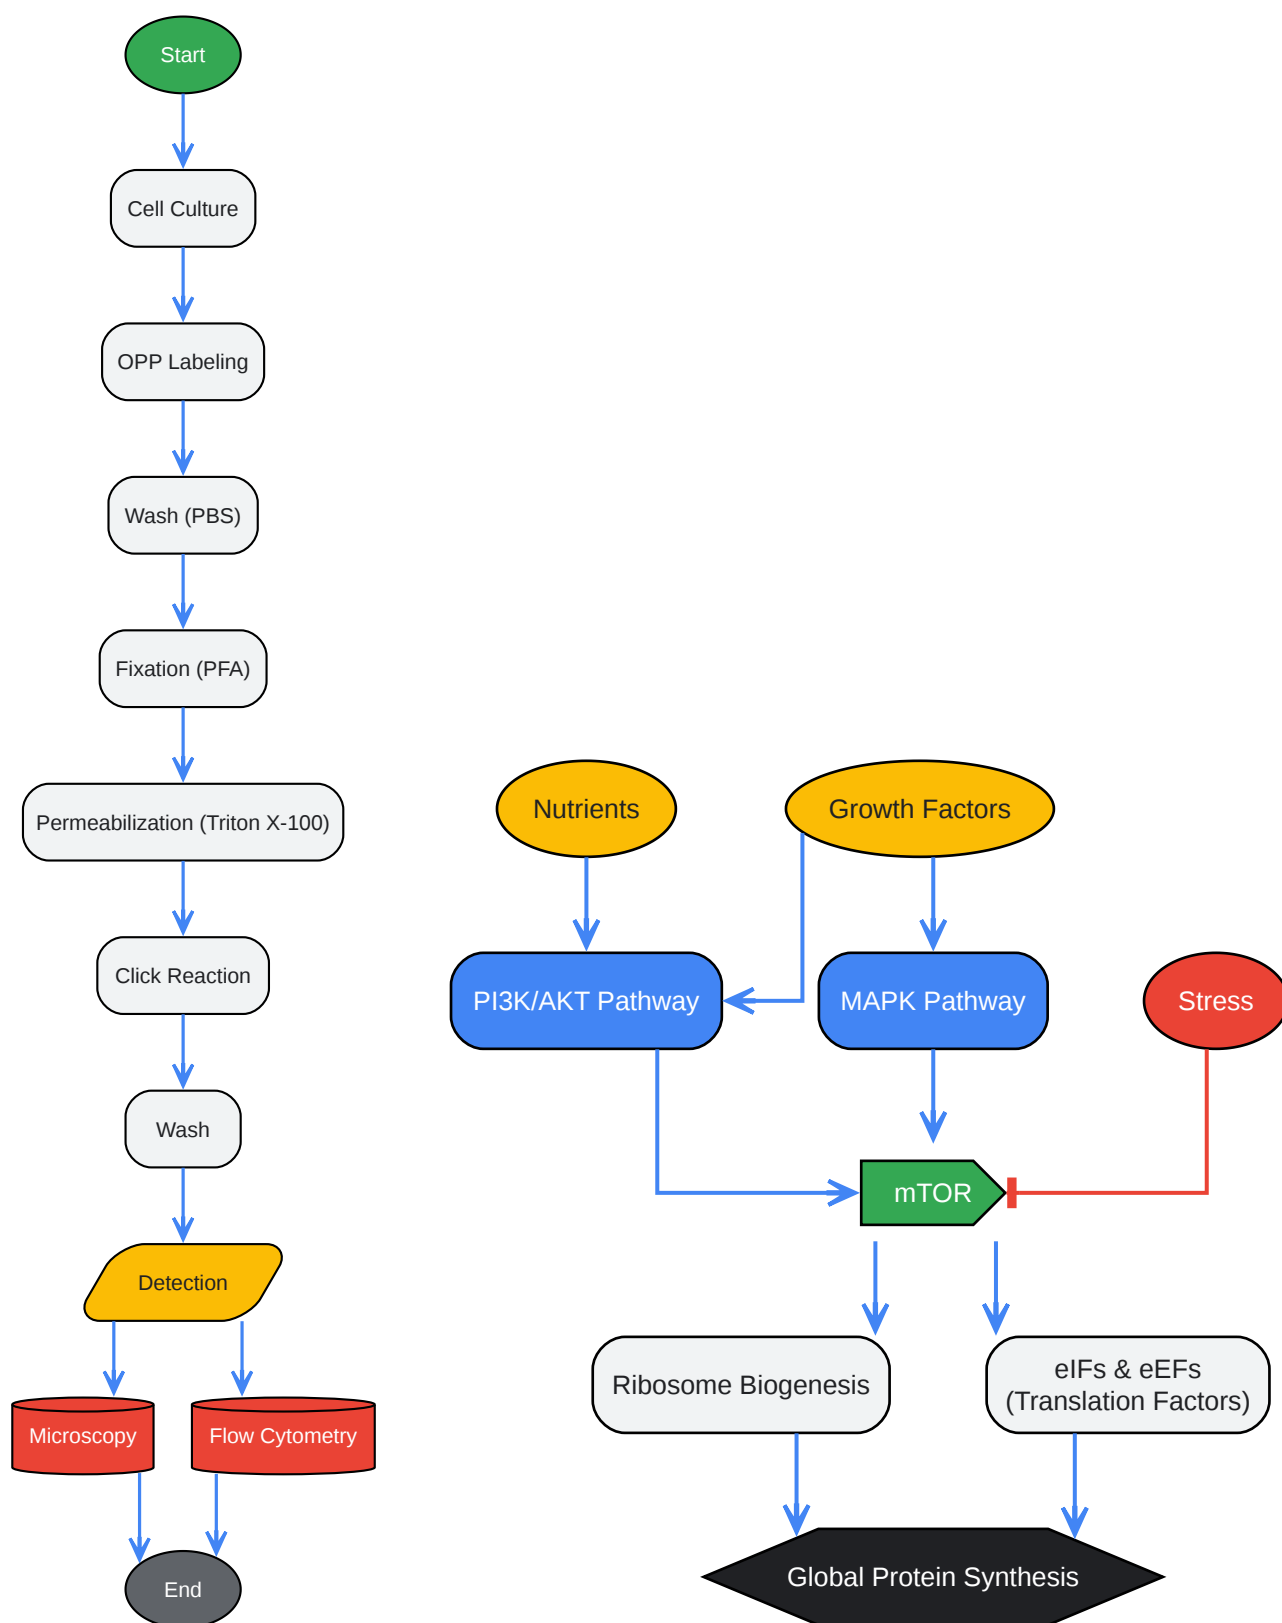 Start
Cell Culture
OPP Labeling
Wash (PBS)
Fixation (PFA)
Permeabilization (Triton X-100)
Click Reaction
Wash
Detection
Microscopy
Flow Cytometry
End
Nutrients
Growth Factors
PI3K/AKT Pathway
MAPK Pathway
Stress
mTOR
Ribosome Biogenesis
eIFs & eEFs
(Translation Factors)
Global Protein Synthesis